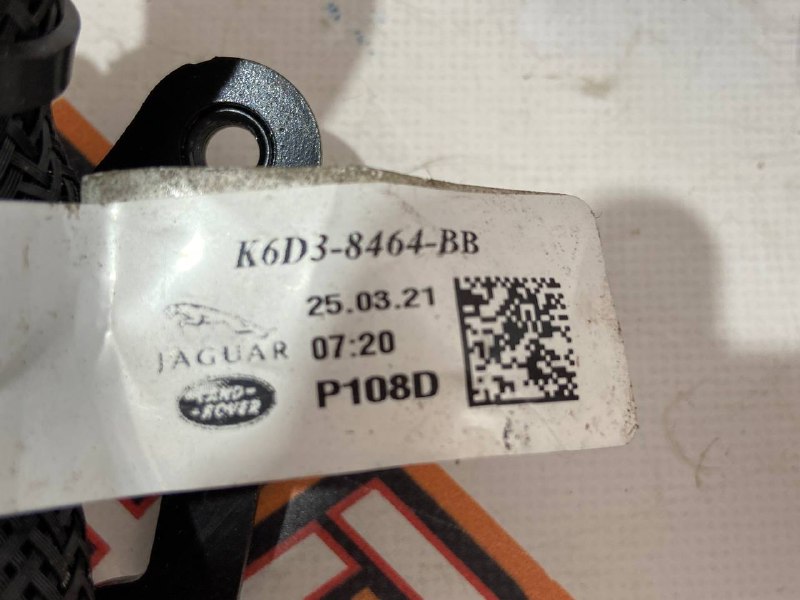 K6D3-8464-BB
25.03.21
JAGUAR 07:20
LAND
ROVER
P108D